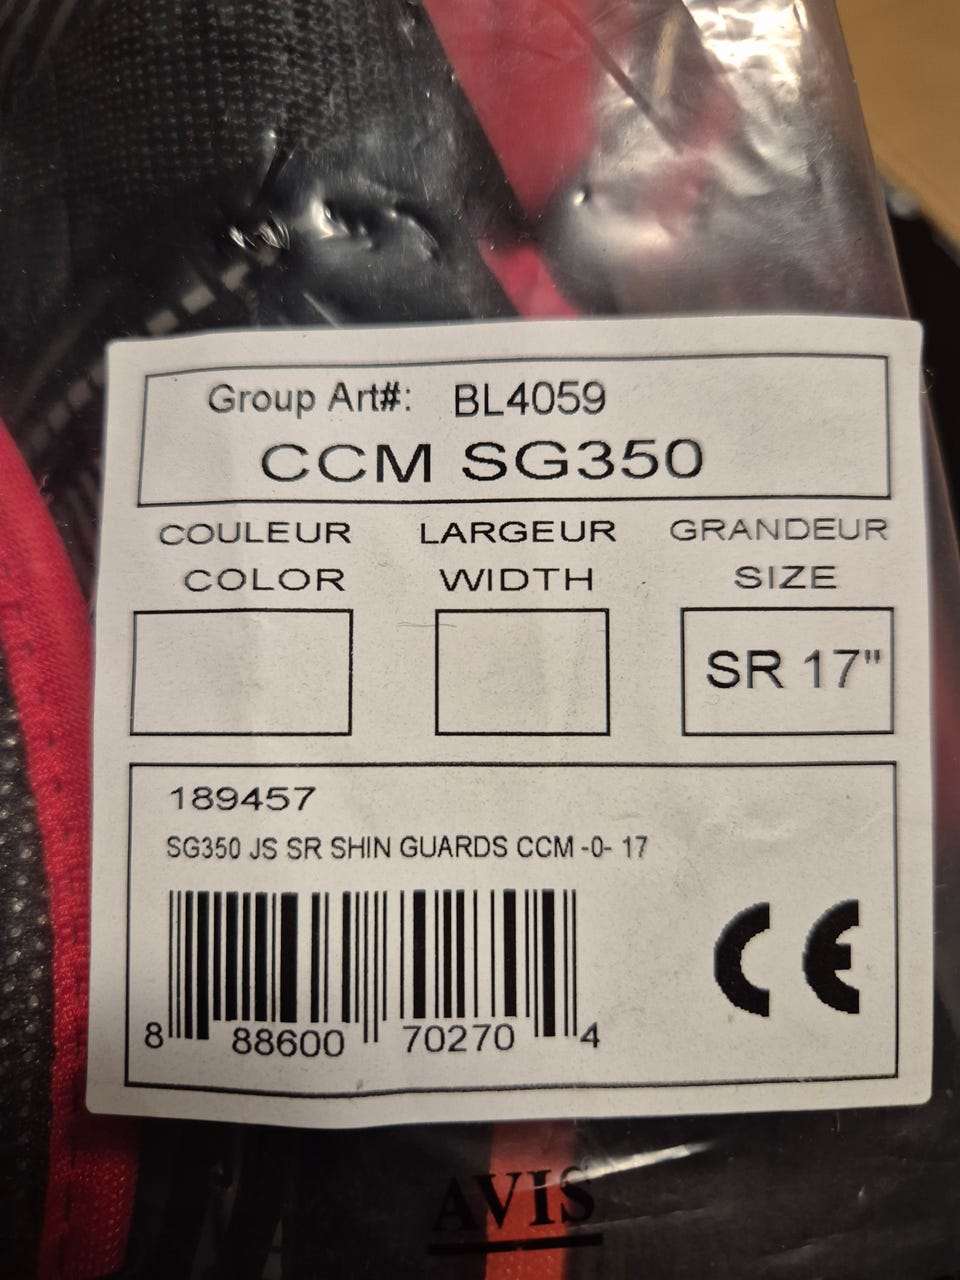 Group Art#: BL4059
CCM SG350
COULEUR LARGEUR GRANDEUR
COLOR WIDTH SIZE
SR 17"
189457
SG350 JS SR SHIN GUARDS CCM -0- 17
8 88600 70270 4
CE
AVIS